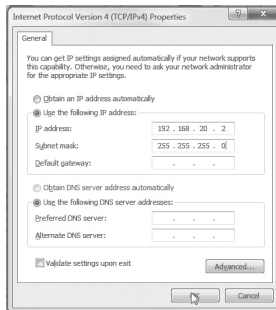 Internet Protocol Version 4 (TCP/IPv4) Properties
General
You can get IP settings assigned automatically if your network supports
this capability. Otherwise, you need to ask your network administrator
for the appropriate IP settings.
Obtain an IP address automatically
Use the following IP address:
IP address: 192 . 168 . 20 . 2
Subnet mask: 255 . 255 . 255 . 0
Default gateway: . . .
Obtain DNS server address automatically
Use the following DNS server addresses:
Preferred DNS server: . . .
Alternate DNS server: . . .
Validate settings upon exit
Advanced...
OK Cancel